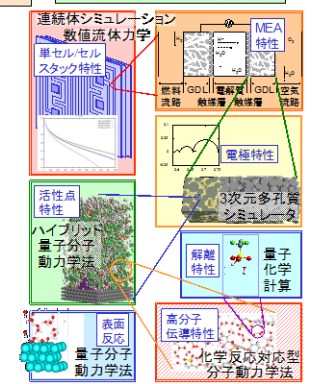 連続体シミュレーション
数値流体力学
単セル/セル
スタック特性
MEA
特性
H₂O
H₂O
燃料
流路
GDL
触媒層
電解質
GDL
触媒層
空気
流路
電極特性
3次元多孔質
シミュレータ
活性点
特性
ハイブリッド
量子分子
動力学法
解離
特性
量子
化学
計算
表面
反応
量子分子
動力学法
高分子
伝導特性
化学反応対応型
分子動力学法